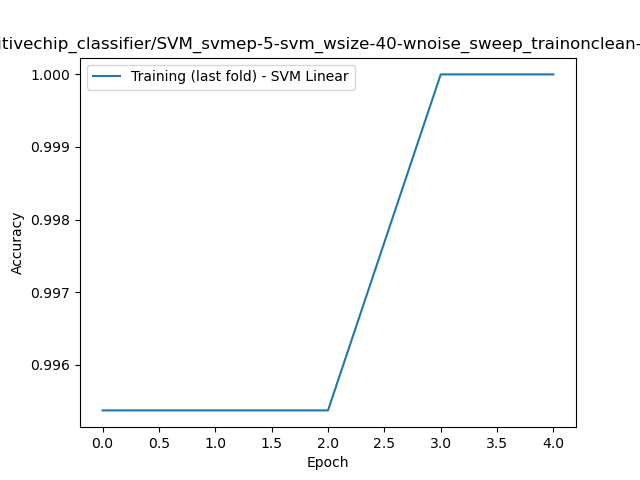 itivechip_classifier/SVM_svmep-5-svm_wsize-40-wnoise_sweep_trainonclean-
Training (last fold) - SVM Linear
1.000
0.999
0.998
0.997
0.996
Accuracy
0.0 0.5 1.0 1.5 2.0 2.5 3.0 3.5 4.0
Epoch